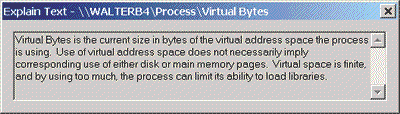 Explain Text - \\WALTERB4\Process\Virtual Bytes
Virtual Bytes is the current size in bytes of the virtual address space the process
is using.  Use of virtual address space does not necessarily imply
corresponding use of either disk or main memory pages.  Virtual space is finite,
and by using too much, the process can limit its ability to load libraries.